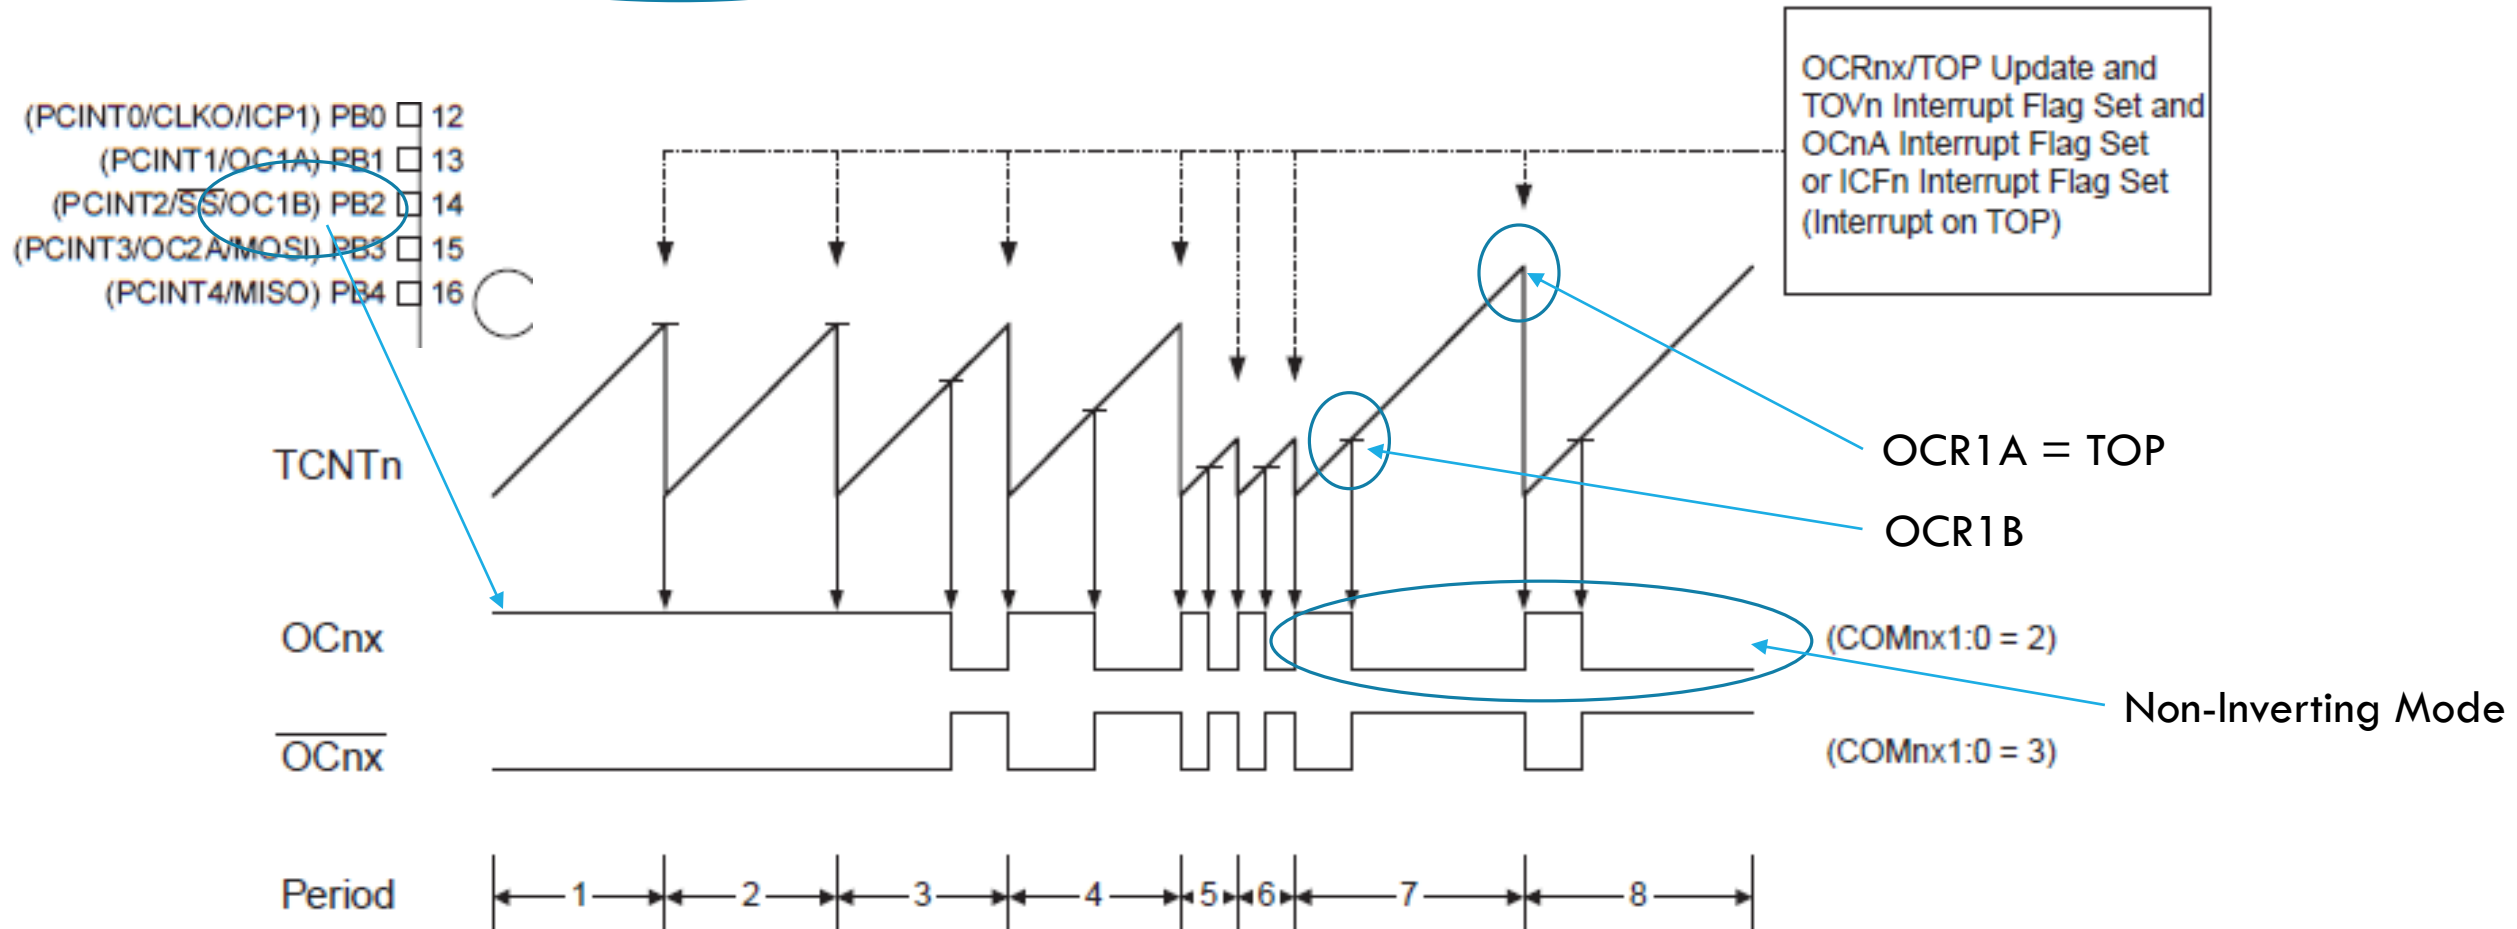 (PCINT0/CLKO/ICP1) PB0 12
(PCINT1/OC1A) PB1 13
(PCINT2/SS/OC1B) PB2 14
(PCINT3/OC2A/MOSI) PB3 15
(PCINT4/MISO) PB4 16
OCRnx/TOP Update and
TOVn Interrupt Flag Set and
OCnA Interrupt Flag Set
or ICFn Interrupt Flag Set
(Interrupt on TOP)
TCNTn
OCR1A = TOP
OCR1B
OCnx
(COMnx1:0 = 2)
Non-Inverting Mode
OCnx
(COMnx1:0 = 3)
Period 1 2 3 4 5 6 7 8